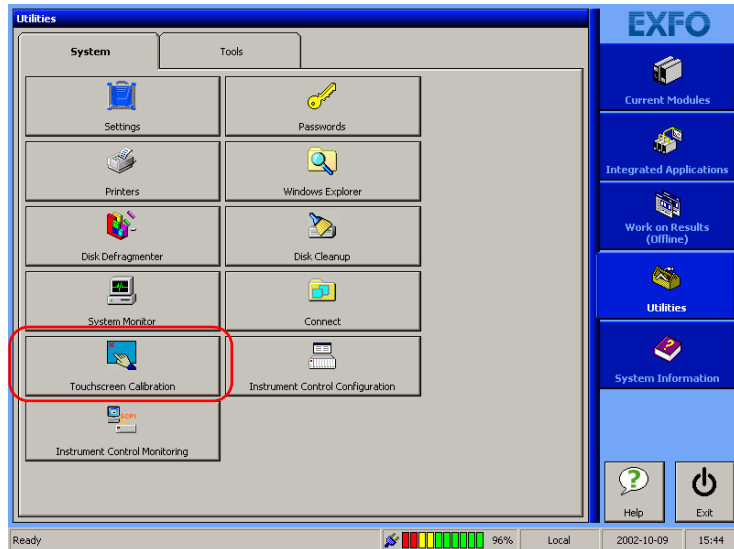 Utilities
EXFO
System
Tools
Settings
Passwords
Printers
Windows Explorer
Disk Defragmenter
Disk Cleanup
System Monitor
Connect
Touchscreen Calibration
Instrument Control Configuration
SCPI
Instrument Control Monitoring
Current Modules
Integrated Applications
Work on Results
(Offline)
Utilities
System Information
Help
Exit
Ready
96%
Local
2002-10-09
15:44